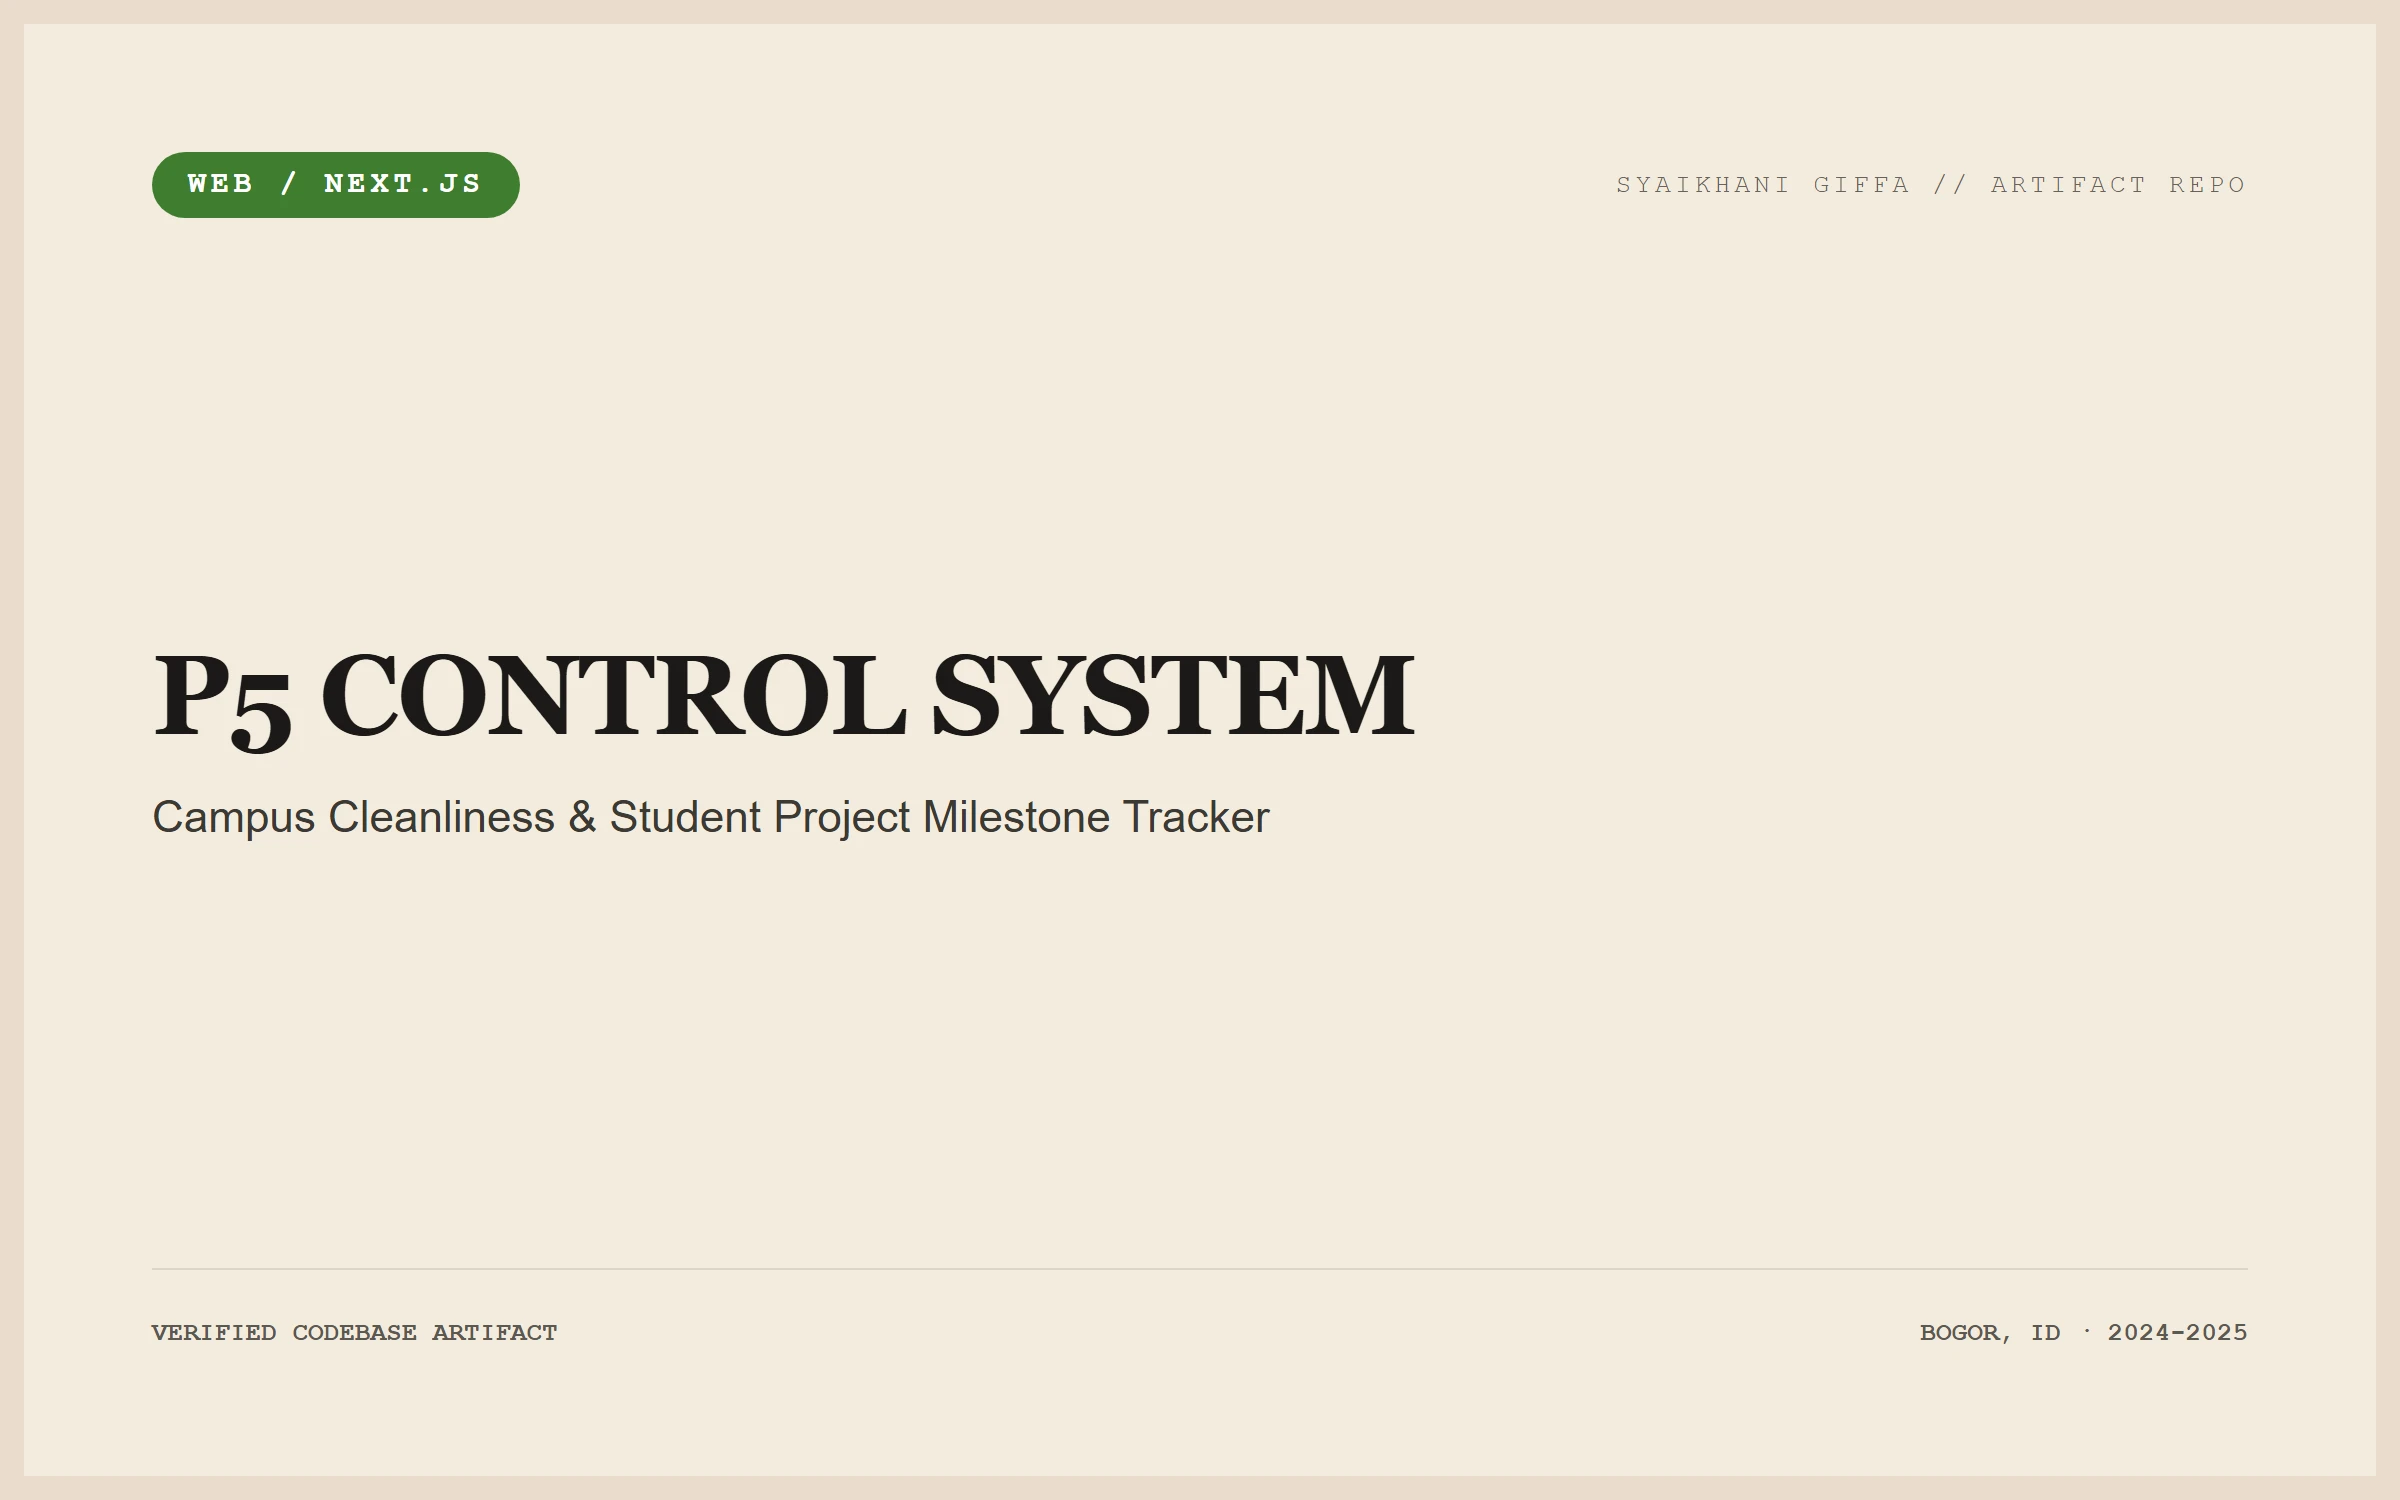 WEB / NEXT.JS
SYAIKHANI GIFFA // ARTIFACT REPO
P5 CONTROL SYSTEM
Campus Cleanliness & Student Project Milestone Tracker
VERIFIED CODEBASE ARTIFACT
BOGOR, ID · 2024–2025